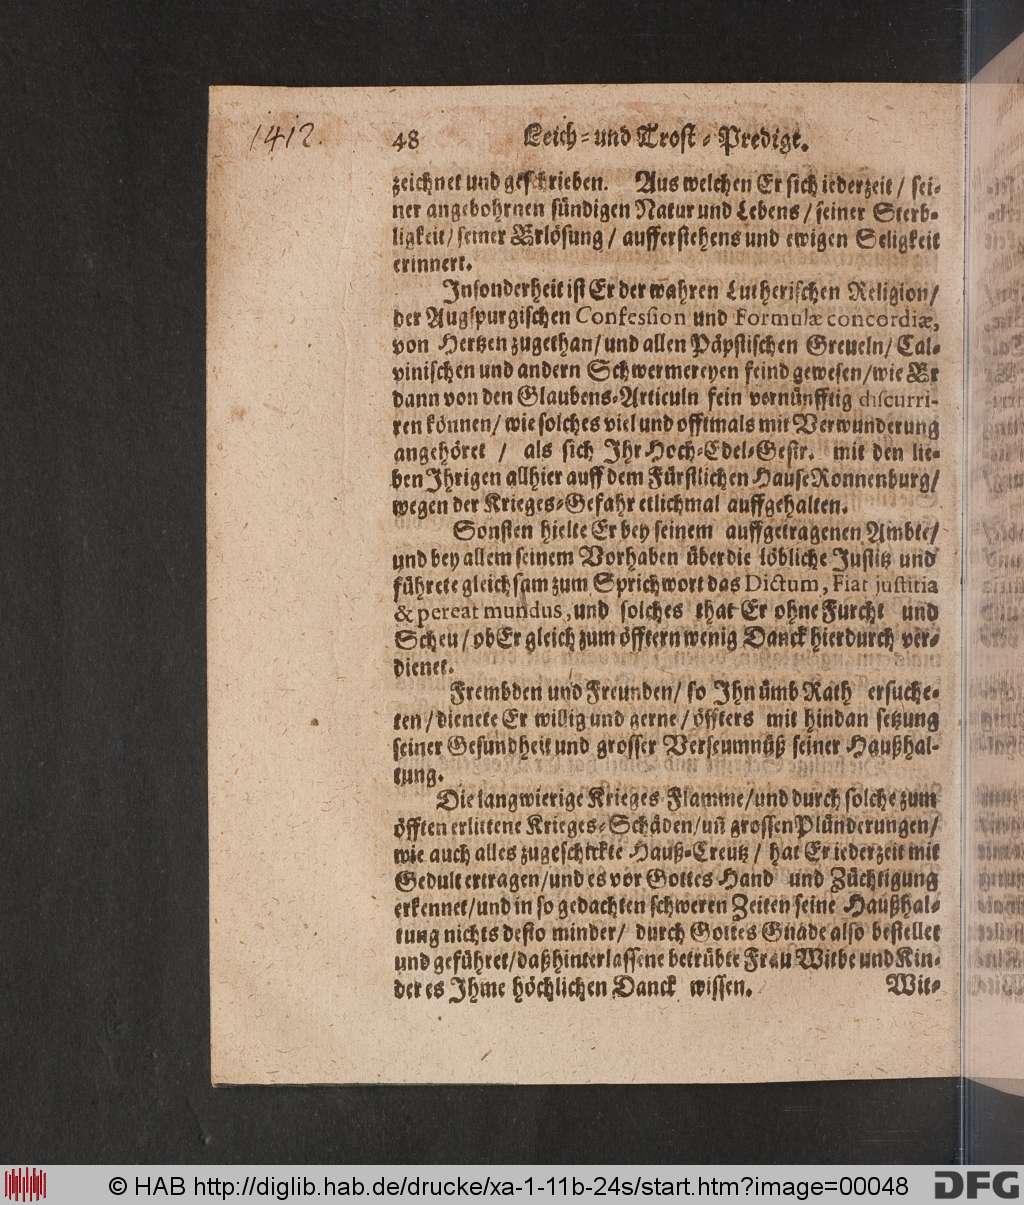 1412.
48 Leich-und Trost-Predigt.
zeichnet und geschrieben. Aus welchen Er sich iederzeit / sei-
ner angebohrnen sündigen Natur und Lebens / seiner Sterb-
ligkeit / seiner Erlösung / aufferstehens und ewigen Seligkeit
erinnert.
Insonderheit ist Er der wahren Lutherischen Religion /
der Augspurgischen Confession und Formulæ concordiæ,
von Hertzen zugethan / und allen Päpstischen Greueln / Cal-
vinischen und andern Schwermereyen feind gewesen / wie Er
dann von den Glaubens-Articuln fein vernünfftig discurri-
ren können / wie solches viel und offtmals mit Verwunderung
angehöret / als sich Ihr Hoch-Edel-Gestr. mit den lie-
ben Ihrigen allhier auff dem Fürstlichen Hause Ronnenburg /
wegen der Krieges-Gefahr etlichmal auffgehalten.
Sonsten hielte Er bey seinem auffgetragenen Ambte /
und bey allem seinem Vorhaben über die löbliche Justitz und
führete gleichsam zum Sprichwort das Dictum, Fiat justitia
& pereat mundus, und solches that Er ohne Furcht und
Scheu / ob Er gleich zum öfftern wenig Danck hierdurch ver-
dienet.
Frembden und Freunden / so Ihn ümb Rath ersuche-
ten / dienete Er willig und gerne / öffters mit hindan setzung
seiner Gesundheit und grosser Verseumnüß seiner Haußhal-
tung.
Die langwierige Krieges Flamme / und durch solche zum
öfften erlittene Krieges-Schäden / uñ grossen Plünderungen /
wie auch alles zugeschickte Hauß-Creutz / hat Er iederzeit mit
Gedult ertragen / und es vor Gottes Hand und Züchtigung
erkennet / und in so gedachten schweren Zeiten seine Haußhal-
tung nichts desto minder / durch Gottes Gnade also bestellet
und geführet / daß hinterlassene betrübte Frau Witbe und Kin-
der es Ihme höchlichen Danck wissen. Wit-
© HAB http://diglib.hab.de/drucke/xa-1-11b-24s/start.htm?image=00048
DFG